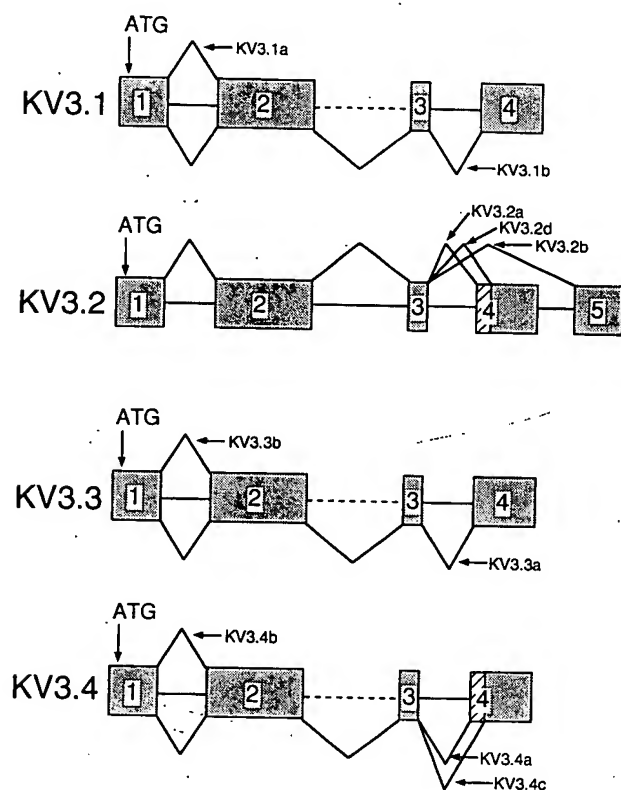 ATG
KV3.1a
KV3.1
1
2
3
4
KV3.1b
KV3.2a
KV3.2d
KV3.2b
ATG
KV3.2
1
2
3
4
5
ATG
KV3.3b
KV3.3
1
2
3
4
KV3.3a
ATG
KV3.4b
KV3.4
1
2
3
4
KV3.4a
KV3.4c